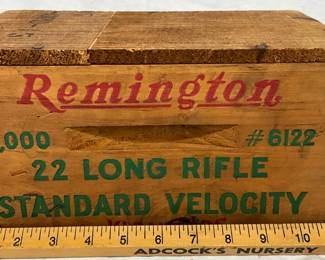 Remington
,000 #6122
22 LONG RIFLE
STANDARD VELOCITY
1 2 3 4 5 6 7 8 9 10
ADCOCK'S NURSERY